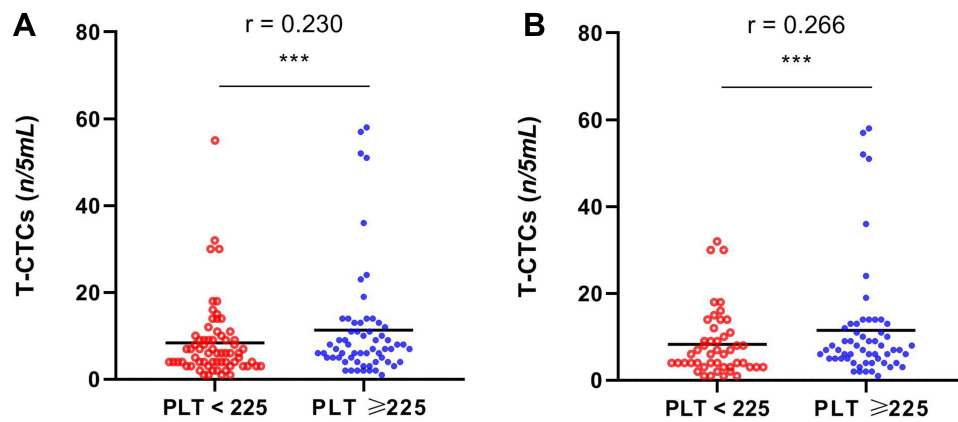 A
r = 0.230
***
80
60
40
20
0
T-CTCs (n/5mL)
PLT < 225
PLT ⩾225
B
r = 0.266
***
80
60
40
20
0
T-CTCs (n/5mL)
PLT < 225
PLT ⩾225